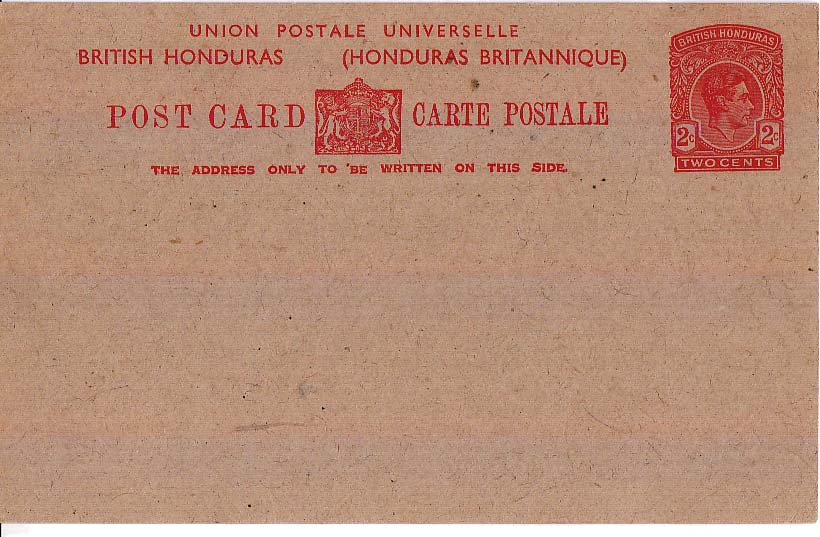 UNION POSTALE UNIVERSELLE
BRITISH HONDURAS (HONDURAS BRITANNIQUE)
POST CARD CARTE POSTALE
THE ADDRESS ONLY TO BE WRITTEN ON THIS SIDE.
BRITISH HONDURAS
2c 2c
TWO CENTS